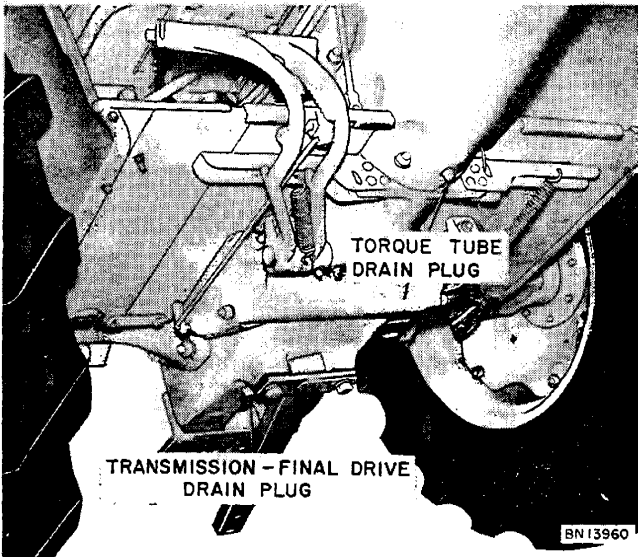 TORQUE TUBE
DRAIN PLUG
TRANSMISSION – FINAL DRIVE
DRAIN PLUG
BN13960